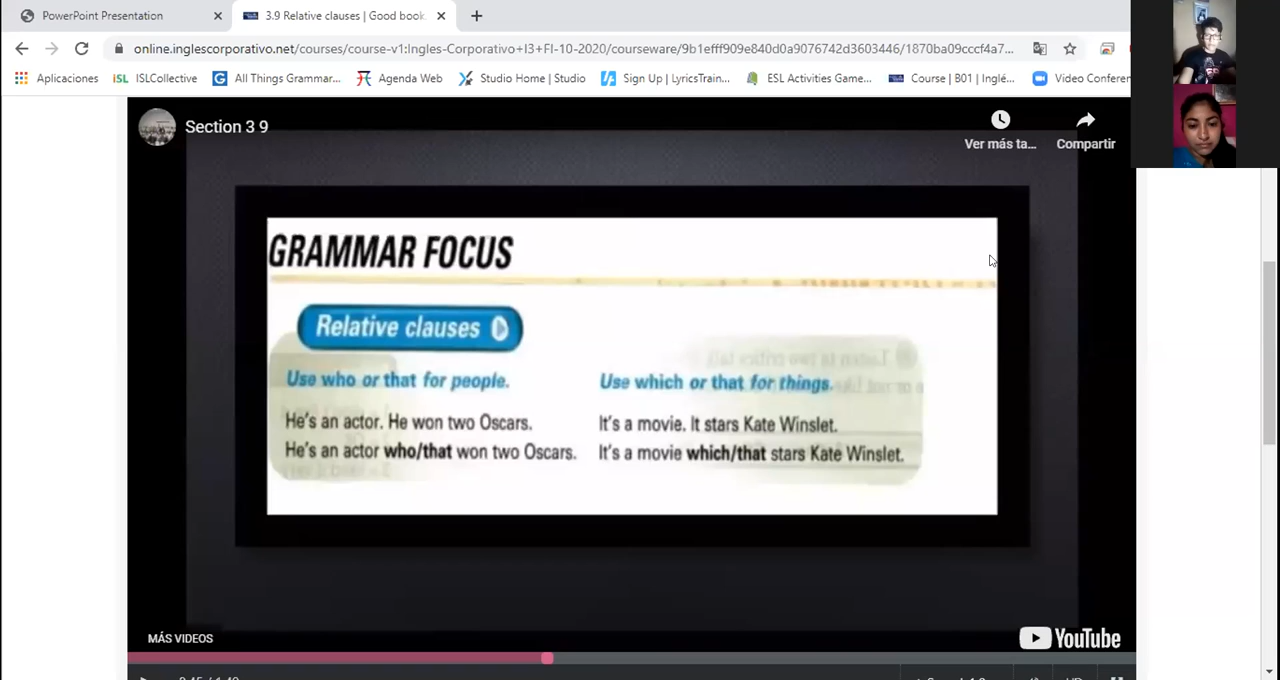 PowerPoint Presentation
3.9 Relative clauses | Good book
online.inglescorporativo.net/courses/course-v1:Ingles-Corporativo+I3+FI-10-2020/courseware/9b1efff909e840d0a9076742d3603446/1870ba09cccf4a7...
Aplicaciones iSL ISLCollective All Things Grammar... Agenda Web Studio Home | Studio Sign Up | LyricsTrain... ESL Activities Game... Course | B01 | Inglé... Video Conferen
Section 3 9
Ver más ta... Compartir
GRAMMAR FOCUS
Relative clauses
Use who or that for people. Use which or that for things.
He's an actor. He won two Oscars. It's a movie. It stars Kate Winslet.
He's an actor who/that won two Oscars. It's a movie which/that stars Kate Winslet.
MÁS VIDEOS
YouTube